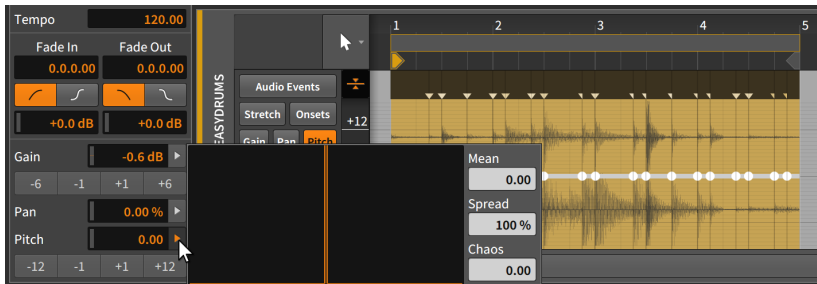 Tempo 120.00
Fade In Fade Out
0.0.0.00 0.0.0.00
+0.0 dB +0.0 dB
Gain -0.6 dB
-6 -1 +1 +6
Pan 0.00 %
Pitch 0.00
-12 -1 +1 +12
EASYDRUMS
Audio Events
Stretch Onsets
Gain Pan Pitch
+12
1 2 3 4 5
Mean
0.00
Spread
100 %
Chaos
0.00